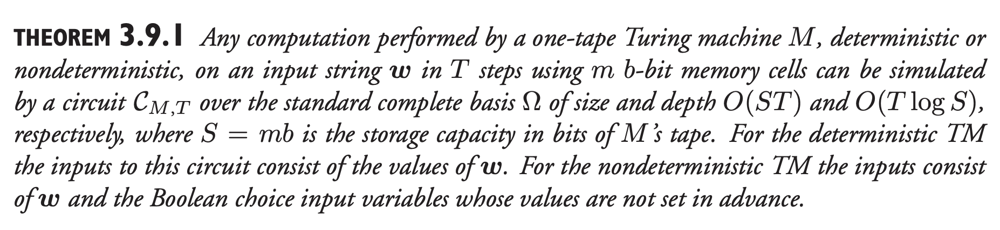 THEOREM 3.9.1 Any computation performed by a one-tape Turing machine M, deterministic or
nondeterministic, on an input string w in T steps using m b-bit memory cells can be simulated
by a circuit C_{M,T} over the standard complete basis Ω of size and depth O(ST) and O(T log S),
respectively, where S = mb is the storage capacity in bits of M's tape. For the deterministic TM
the inputs to this circuit consist of the values of w. For the nondeterministic TM the inputs consist
of w and the Boolean choice input variables whose values are not set in advance.